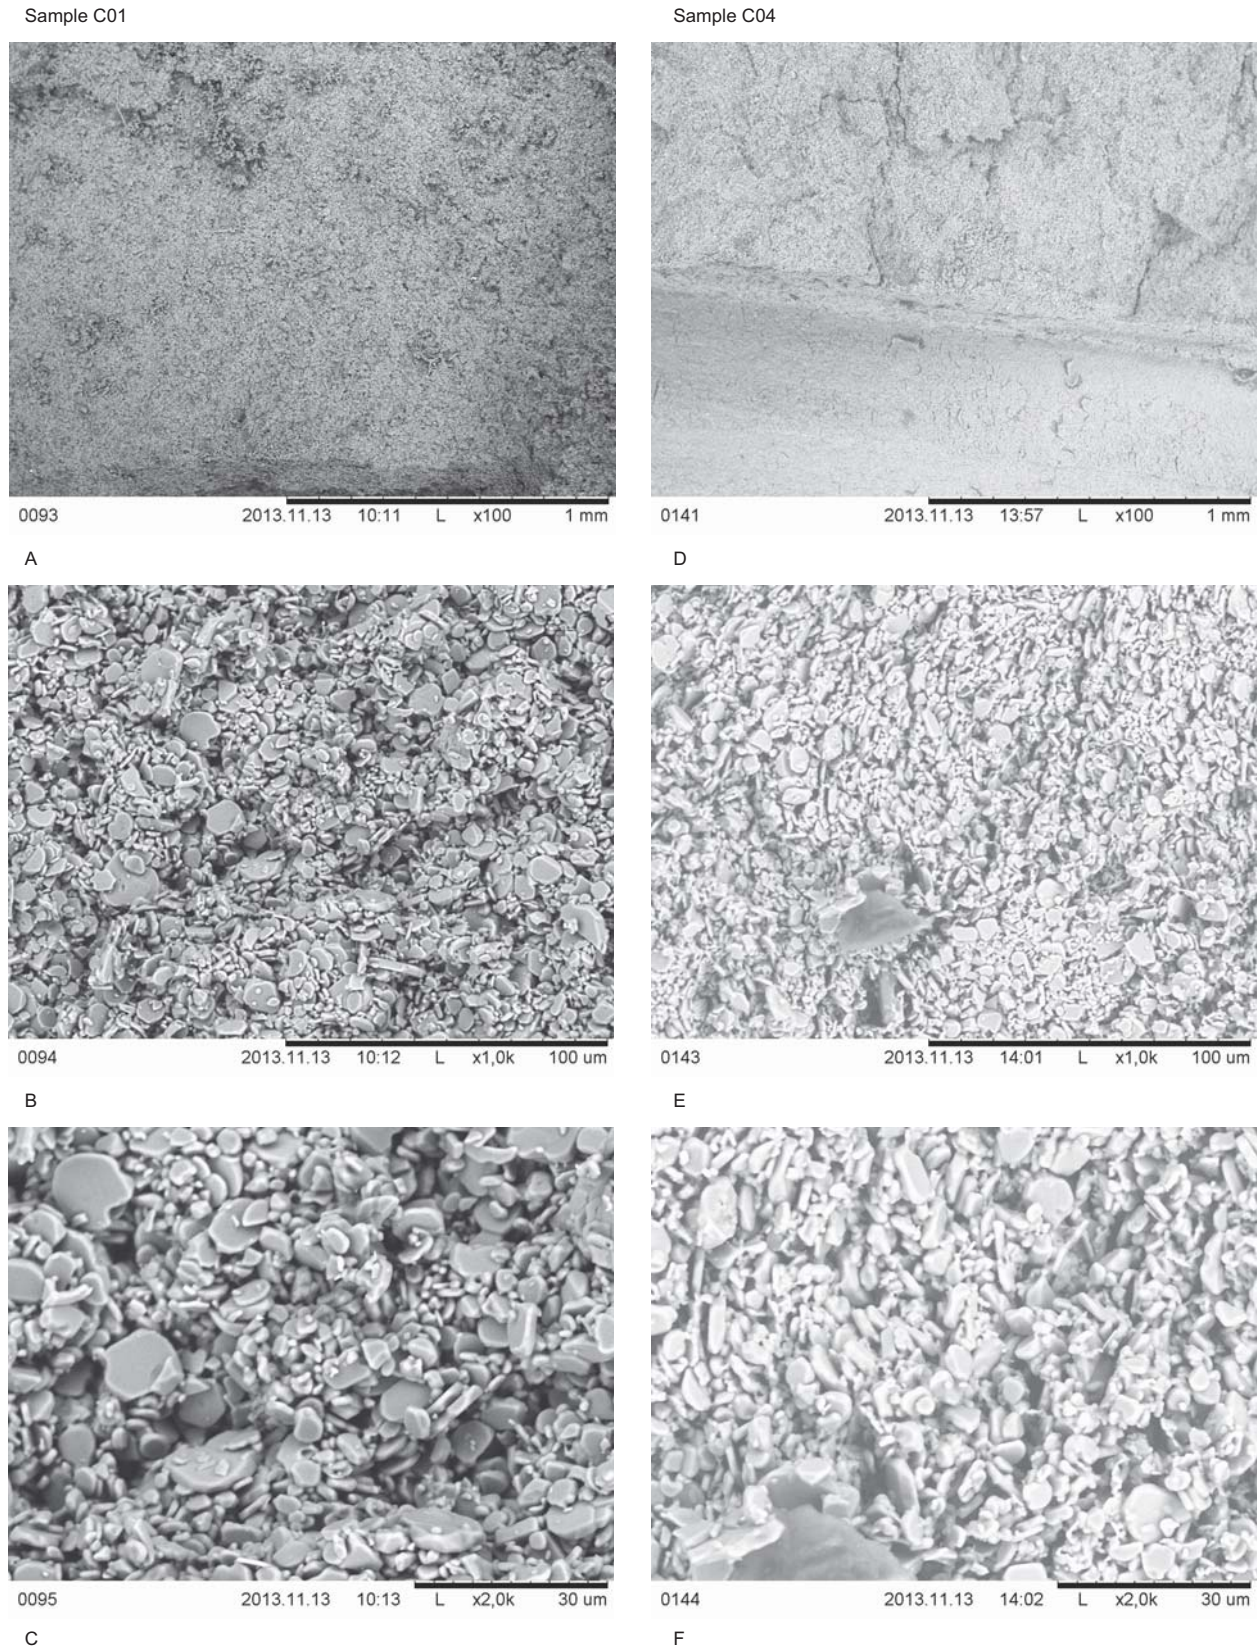 Sample C01
Sample C04
0093 2013.11.13 10:11 L x100 1 mm
0141 2013.11.13 13:57 L x100 1 mm
A
D
0094 2013.11.13 10:12 L x1,0k 100 um
0143 2013.11.13 14:01 L x1,0k 100 um
B
E
0095 2013.11.13 10:13 L x2,0k 30 um
0144 2013.11.13 14:02 L x2,0k 30 um
C
F